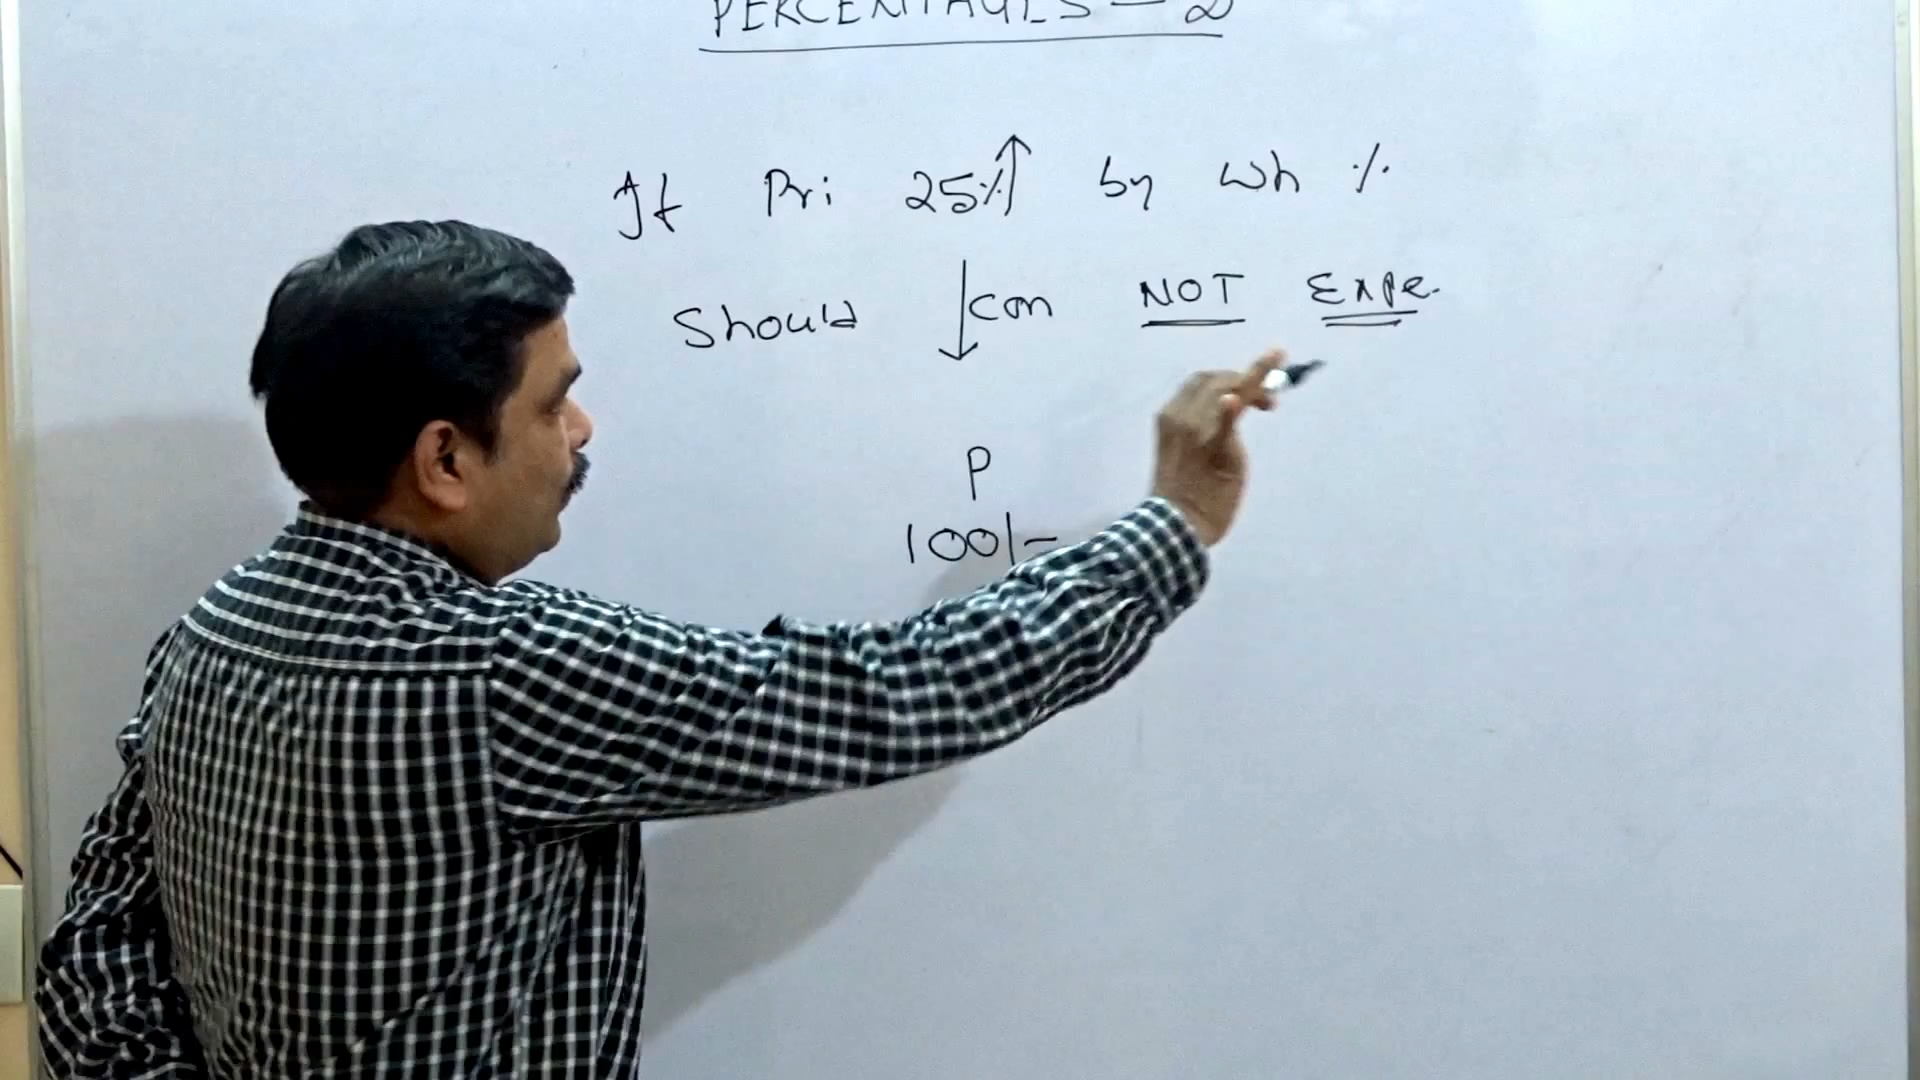 PERCENTAGES - 2
If Pri 25%↑ by wh %
Should ↓con NOT Expe.
P
100/-